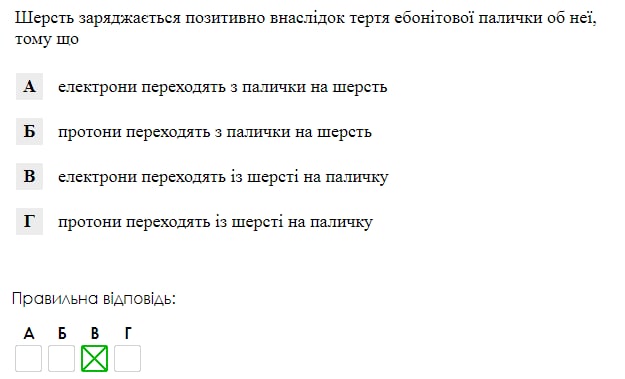 Шерсть заряджається позитивно внаслідок тертя ебонітової палички об неї,
тому що
А електрони переходять з палички на шерсть
Б протони переходять з палички на шерсть
В електрони переходять із шерсті на паличку
Г протони переходять із шерсті на паличку
Правильна відповідь:
А Б В Г